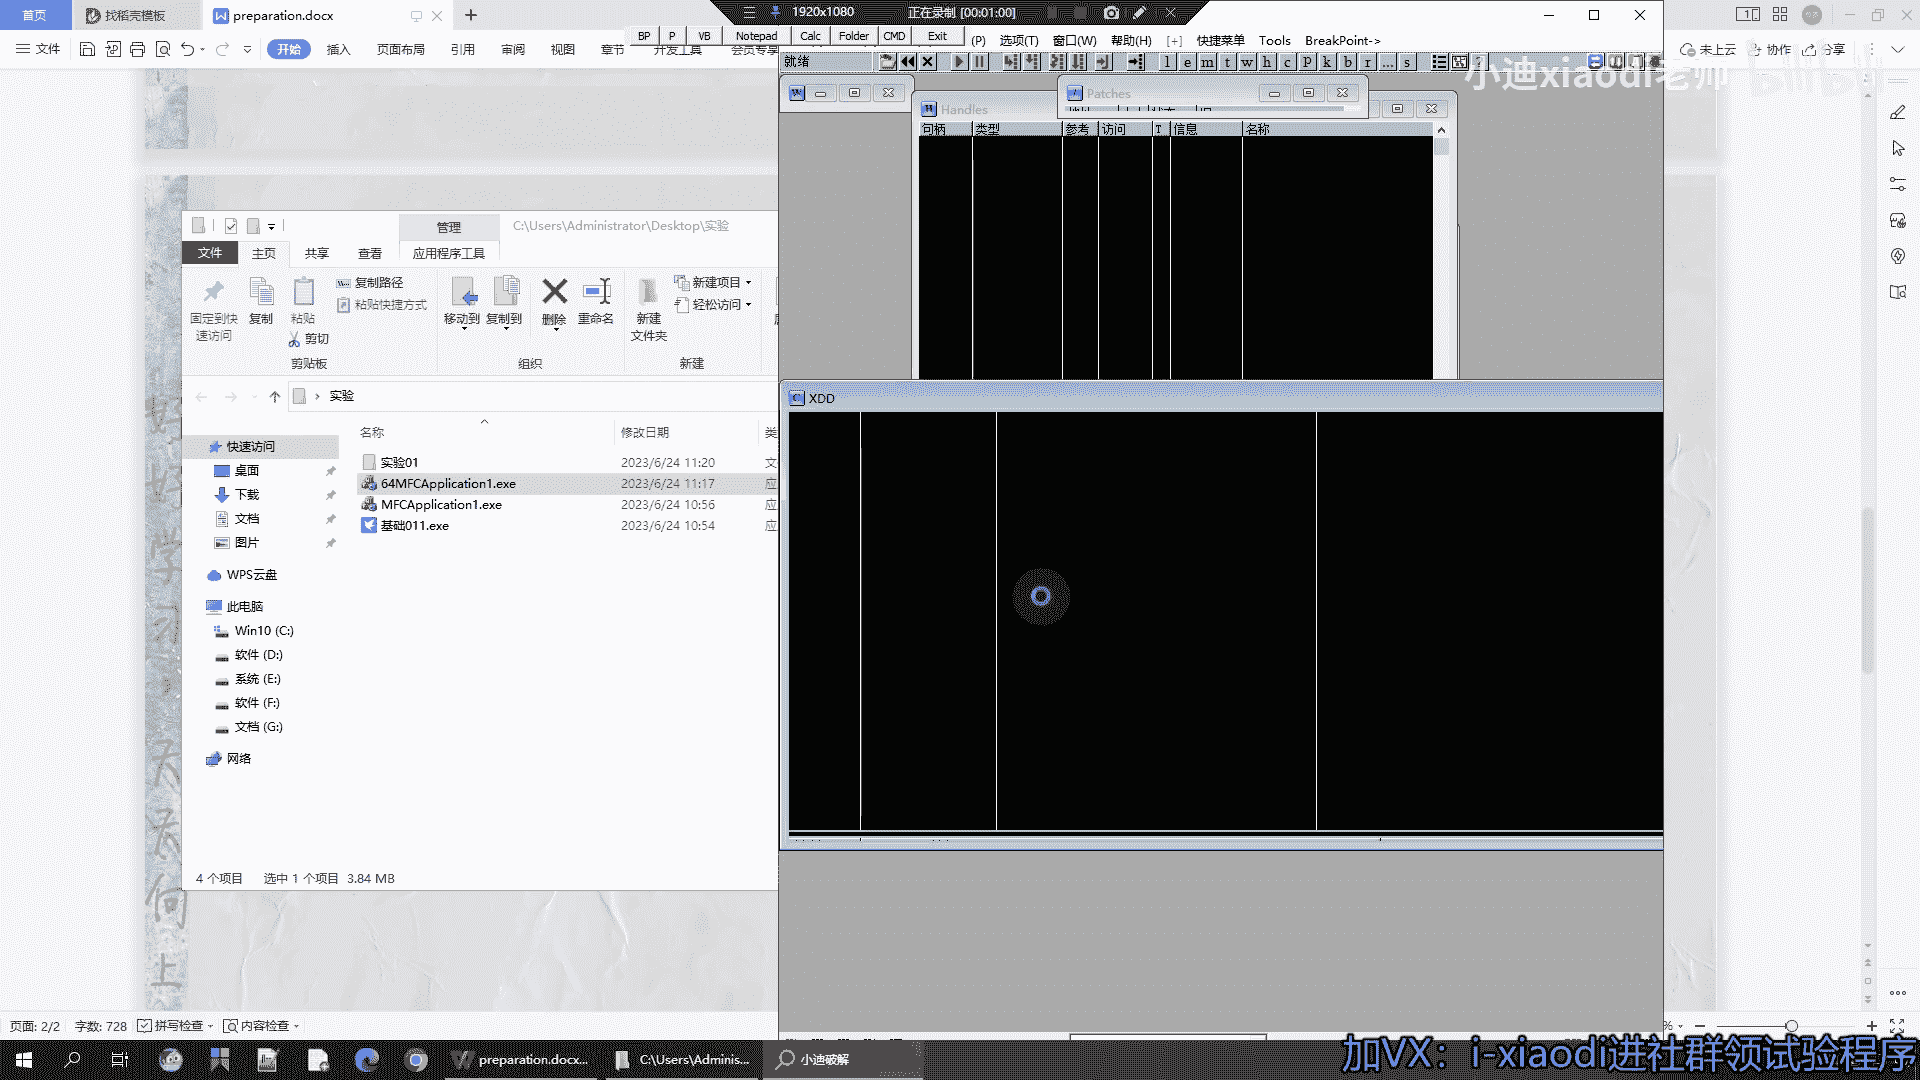 首页
找稻壳模板
preparation.docx
1920x1080
正在录制 [00:01:00]
文件
开始
插入
页面布局
引用
审阅
视图
章节
开发工具
会员专享
未上云
协作
分享
BP
P
VB
Notepad
Calc
Folder
CMD
Exit
(P)
选项(T)
窗口(W)
帮助(H)
[+]
快捷菜单
Tools
BreakPoint->
就绪
l e m t w h c P k b r ... s
小迪xiaodi老师
Patches
Handles
句柄
类型
参考
访问
T
信息
名称
XDD
管理
C:\Users\Administrator\Desktop\实验
文件
主页
共享
查看
应用程序工具
固定到快
速访问
复制
粘贴
复制路径
粘贴快捷方式
剪切
剪贴板
移动到
复制到
删除
重命名
组织
新建
文件夹
新建项目
轻松访问
新建
实验
名称
修改日期
类
快速访问
桌面
下载
文档
图片
WPS云盘
此电脑
Win10 (C:)
软件 (D:)
系统 (E:)
软件 (F:)
文档 (G:)
网络
实验01
2023/6/24 11:20
文
64MFCApplication1.exe
2023/6/24 11:17
应
MFCApplication1.exe
2023/6/24 10:56
应
基础011.exe
2023/6/24 10:54
应
4 个项目
选中 1 个项目 3.84 MB
页面: 2/2
字数: 728
拼写检查
内容检查
preparation.docx...
C:\Users\Adminis...
小迪破解
加VX：i-xiaodi进社群领试验程序